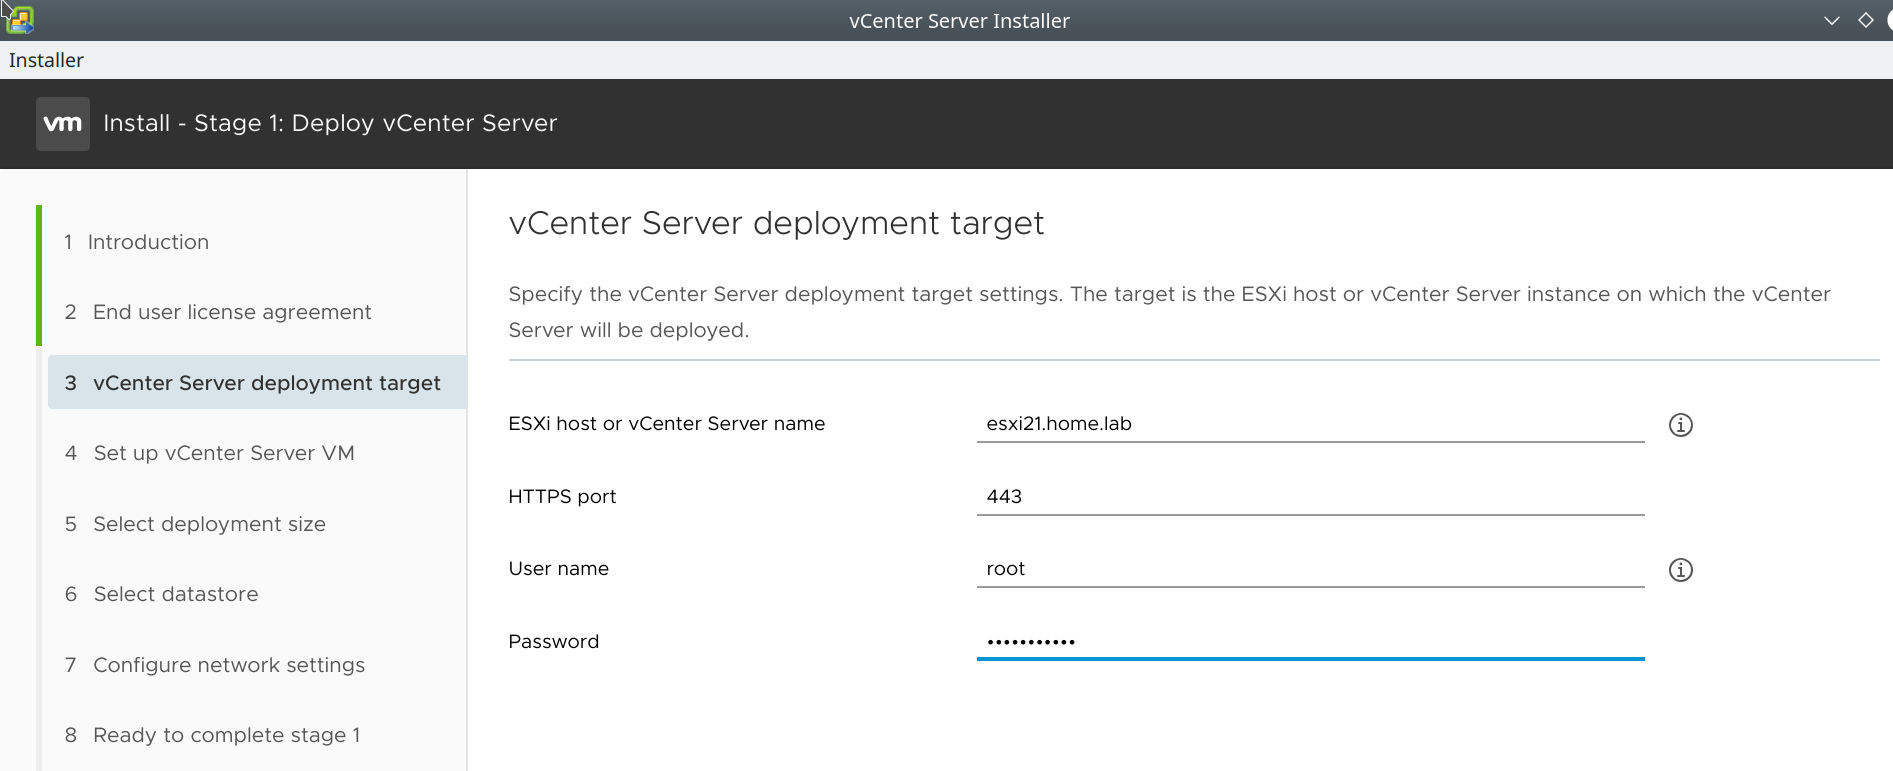 vCenter Server Installer
Installer
vm Install - Stage 1: Deploy vCenter Server
1 Introduction
2 End user license agreement
3 vCenter Server deployment target
4 Set up vCenter Server VM
5 Select deployment size
6 Select datastore
7 Configure network settings
8 Ready to complete stage 1
vCenter Server deployment target
Specify the vCenter Server deployment target settings. The target is the ESXi host or vCenter Server instance on which the vCenter
Server will be deployed.
ESXi host or vCenter Server name esxi21.home.lab
HTTPS port 443
User name root
Password •••••••••••